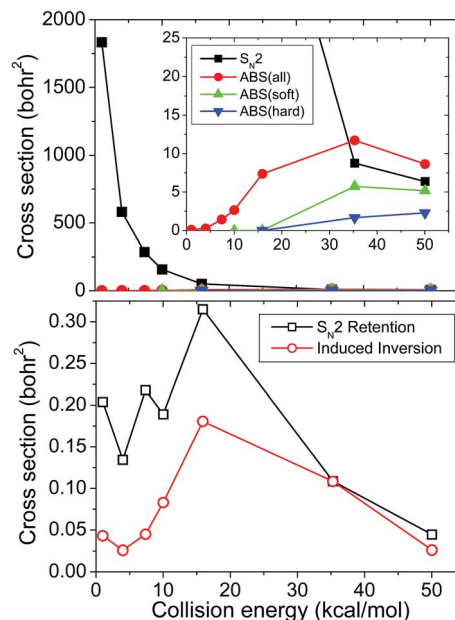 2000
1500
1000
500
0
Cross section (bohr²)
25
20
15
10
5
0
0 10 20 30 40 50
S_N2
ABS(all)
ABS(soft)
ABS(hard)
0.30
0.25
0.20
0.15
0.10
0.05
0.00
Cross section (bohr²)
S_N2 Retention
Induced Inversion
0 10 20 30 40 50
Collision energy (kcal/mol)